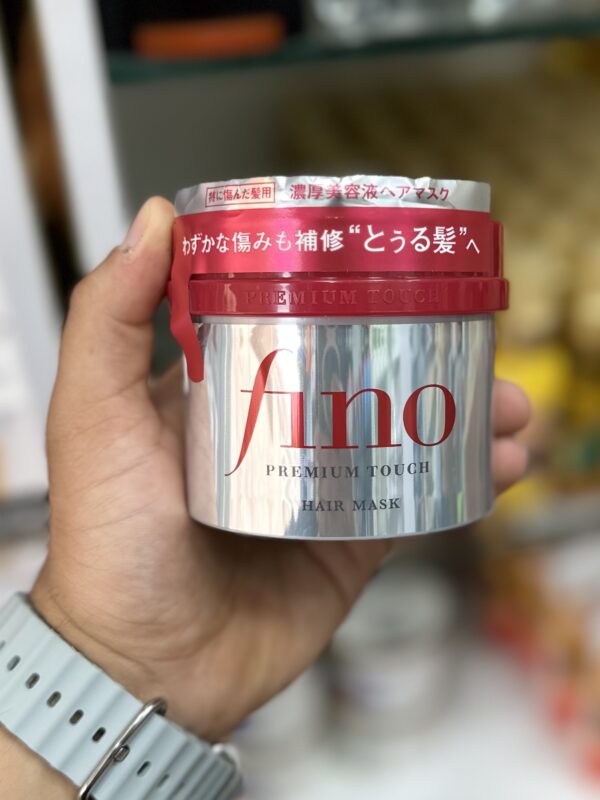 特に傷んだ髪用 濃厚美容液ヘアマスク
わずかな傷みも補修“とぅる髪”へ
PREMIUM TOUCH
fino
PREMIUM TOUCH
HAIR MASK